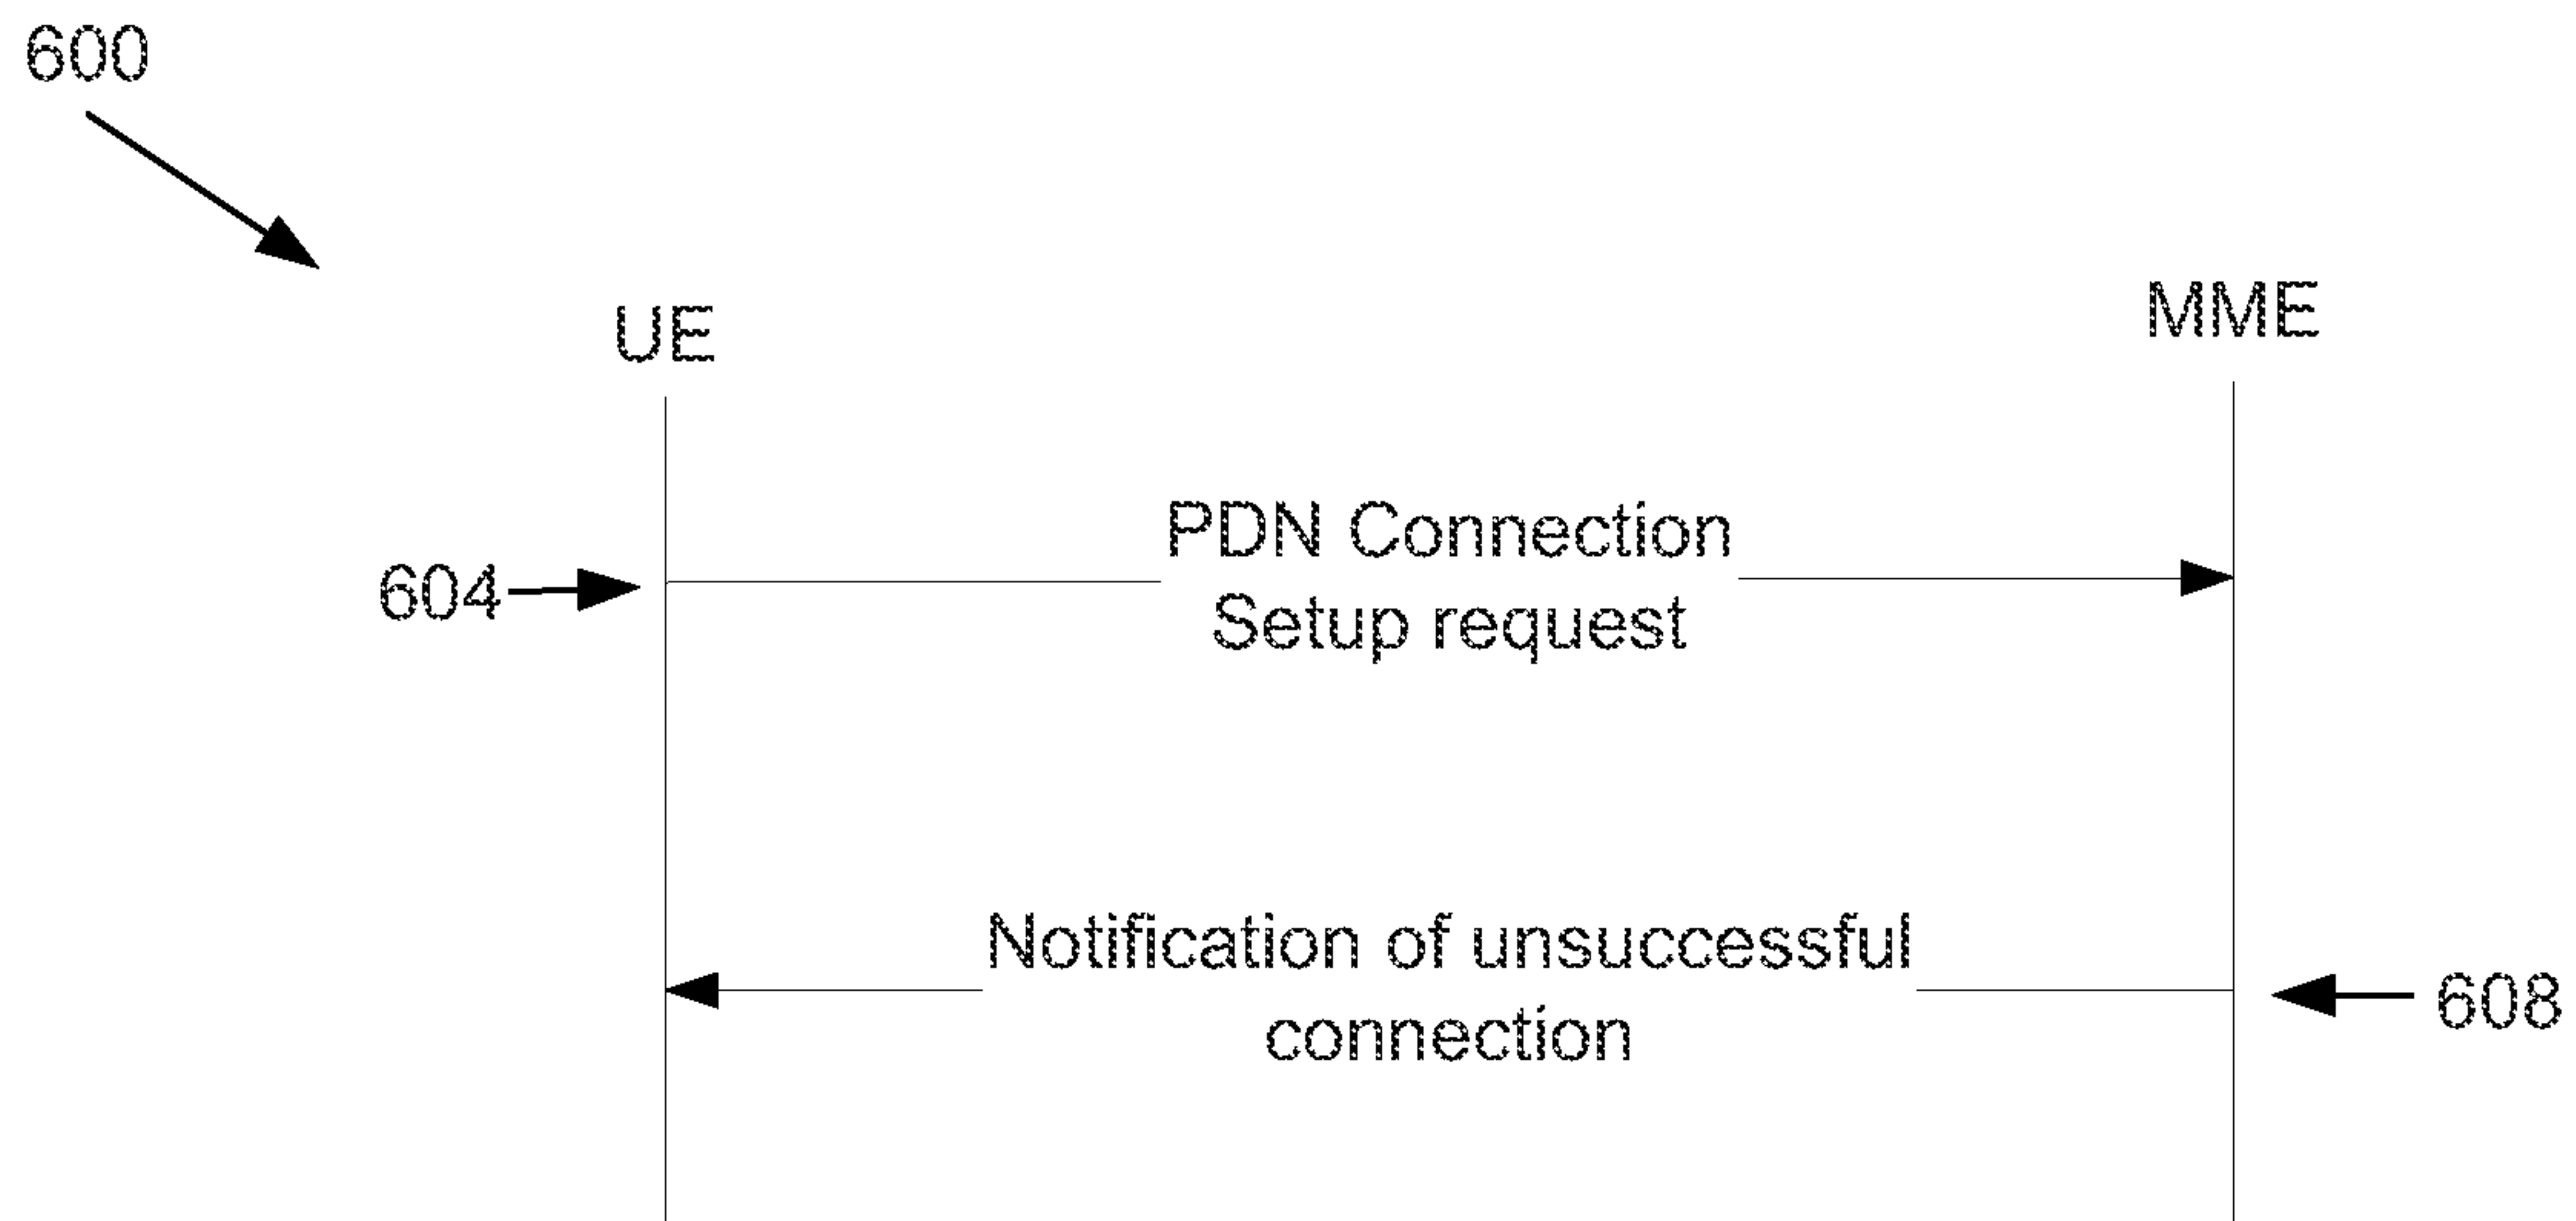 600
UE
MME
PDN Connection
Setup request
604
Notification of unsuccessful
connection
608